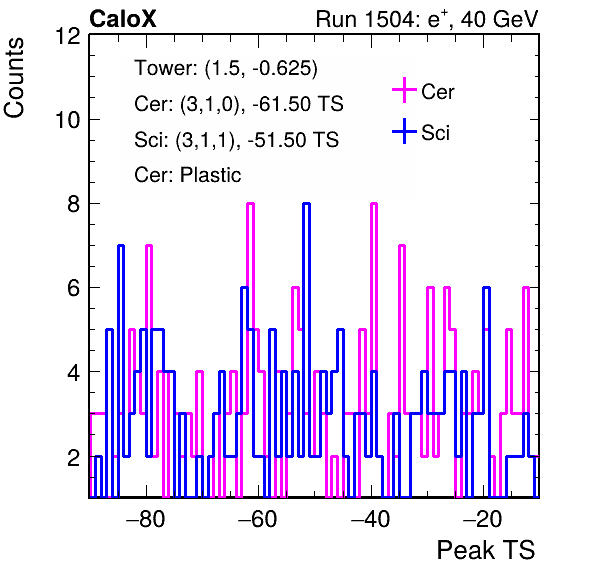 CaloX Run 1504: e+, 40 GeV
Counts
Tower: (1.5, -0.625)
Cer: (3,1,0), -61.50 TS
Sci: (3,1,1), -51.50 TS
Cer: Plastic
Cer
Sci
12
10
8
6
4
2
−80 −60 −40 −20
Peak TS